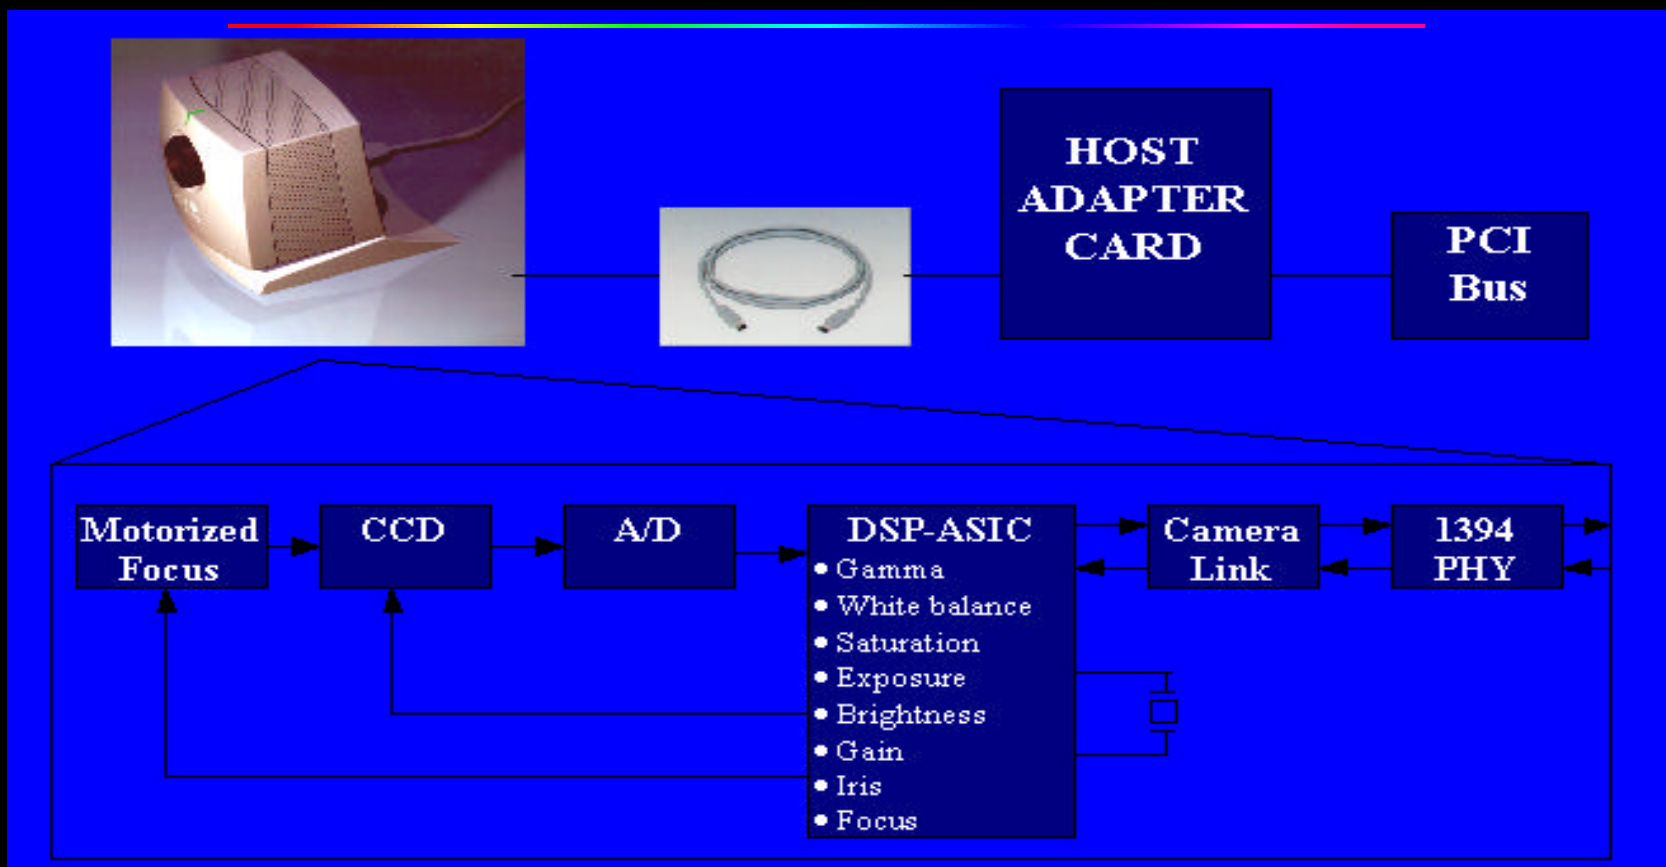 HOST
ADAPTER
CARD
PCI
Bus
Motorized
Focus
CCD
A/D
DSP-ASIC
• Gamma
• White balance
• Saturation
• Exposure
• Brightness
• Gain
• Iris
• Focus
Camera
Link
1394
PHY